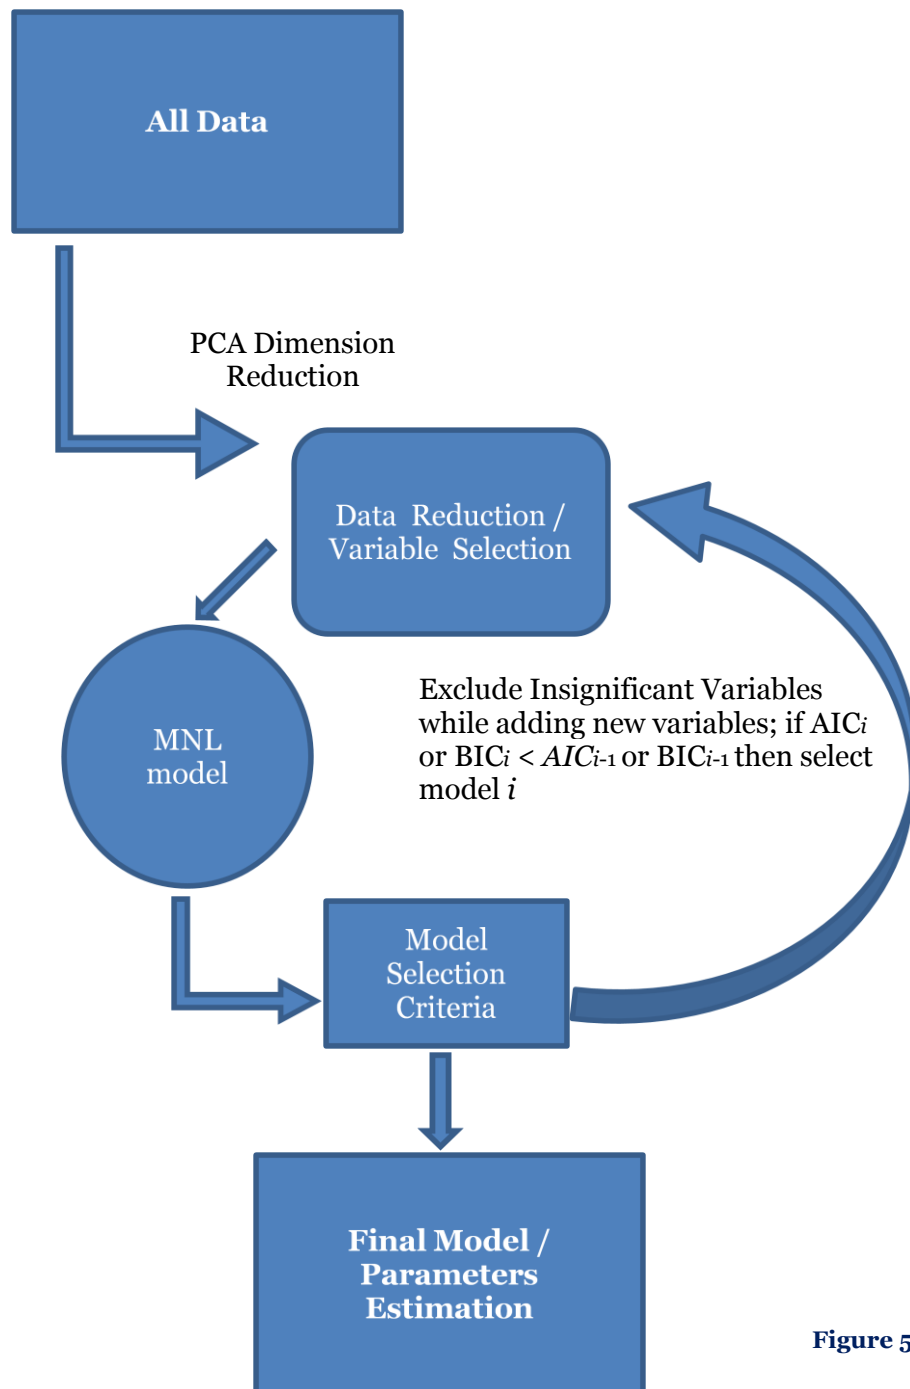 All Data
PCA Dimension
Reduction
Data Reduction /
Variable Selection
Exclude Insignificant Variables
while adding new variables; if AICi
or BICi < AICi-1 or BICi-1 then select
model i
MNL
model
Model
Selection
Criteria
Final Model /
Parameters
Estimation
Figure 5